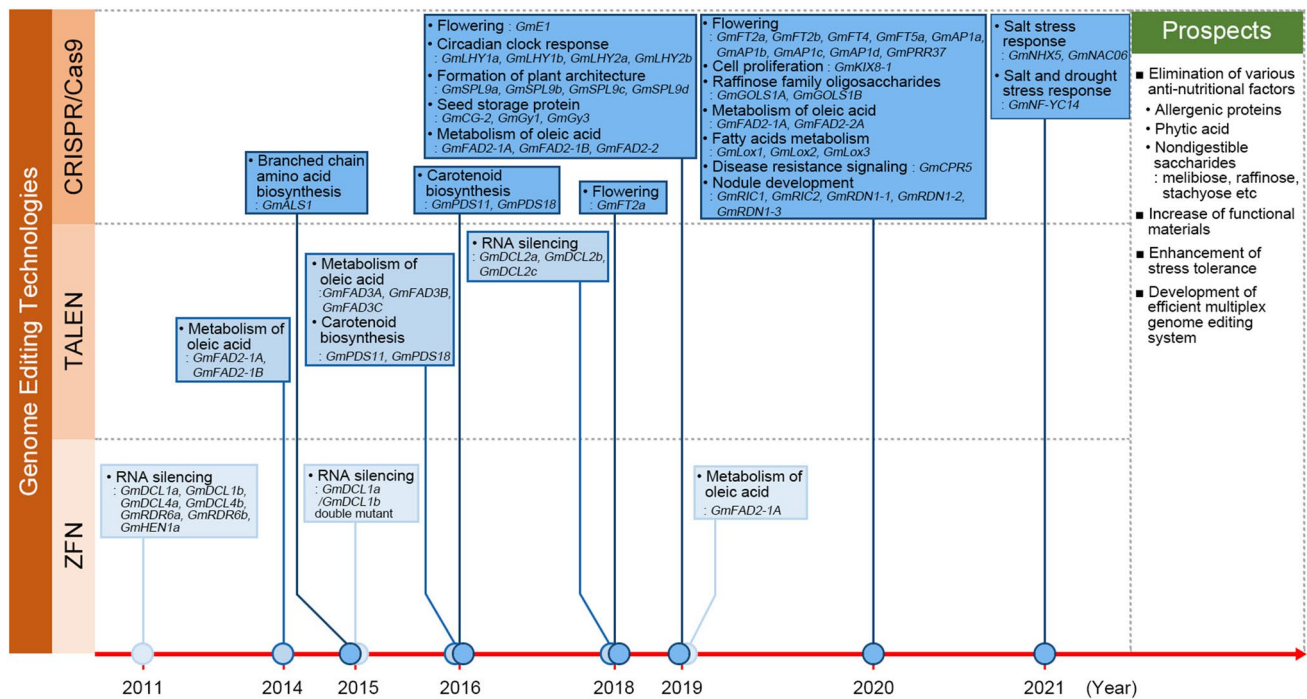 Genome Editing Technologies
CRISPR/Cas9
TALEN
ZFN
• Branched chain
amino acid
biosynthesis
: GmALS1
• Flowering : GmE1
• Circadian clock response
: GmLHY1a, GmLHY1b, GmLHY2a, GmLHY2b
• Formation of plant architecture
: GmSPL9a, GmSPL9b, GmSPL9c, GmSPL9d
• Seed storage protein
: GmCG-2, GmGy1, GmGy3
• Metabolism of oleic acid
: GmFAD2-1A, GmFAD2-1B, GmFAD2-2
• Carotenoid
biosynthesis
: GmPDS11, GmPDS18
• Flowering
: GmFT2a
• Flowering
: GmFT2a, GmFT2b, GmFT4, GmFT5a, GmAP1a,
GmAP1b, GmAP1c, GmAP1d, GmPRR37
• Cell proliferation : GmKIX8-1
• Raffinose family oligosaccharides
: GmGOLS1A, GmGOLS1B
• Metabolism of oleic acid
: GmFAD2-1A, GmFAD2-2A
• Fatty acids metabolism
: GmLox1, GmLox2, GmLox3
• Disease resistance signaling : GmCPR5
• Nodule development
: GmRIC1, GmRIC2, GmRDN1-1, GmRDN1-2,
GmRDN1-3
• Salt stress
response
: GmNHX5, GmNAC06
• Salt and drought
stress response
: GmNF-YC14
• Metabolism of
oleic acid
: GmFAD2-1A,
GmFAD2-1B
• Metabolism of
oleic acid
:GmFAD3A, GmFAD3B,
GmFAD3C
• Carotenoid
biosynthesis
: GmPDS11, GmPDS18
• RNA silencing
: GmDCL2a, GmDCL2b,
GmDCL2c
• RNA silencing
: GmDCL1a, GmDCL1b,
GmDCL4a, GmDCL4b,
GmRDR6a, GmRDR6b,
GmHEN1a
• RNA silencing
: GmDCL1a
/GmDCL1b
double mutant
• Metabolism of
oleic acid
: GmFAD2-1A
2011
2014
2015
2016
2018
2019
2020
2021
(Year)
Prospects
■ Elimination of various
anti-nutritional factors
• Allergenic proteins
• Phytic acid
• Nondigestible
saccharides
: melibiose, raffinose,
stachyose etc
■ Increase of functional
materials
■ Enhancement of
stress tolerance
■ Development of
efficient multiplex
genome editing
system